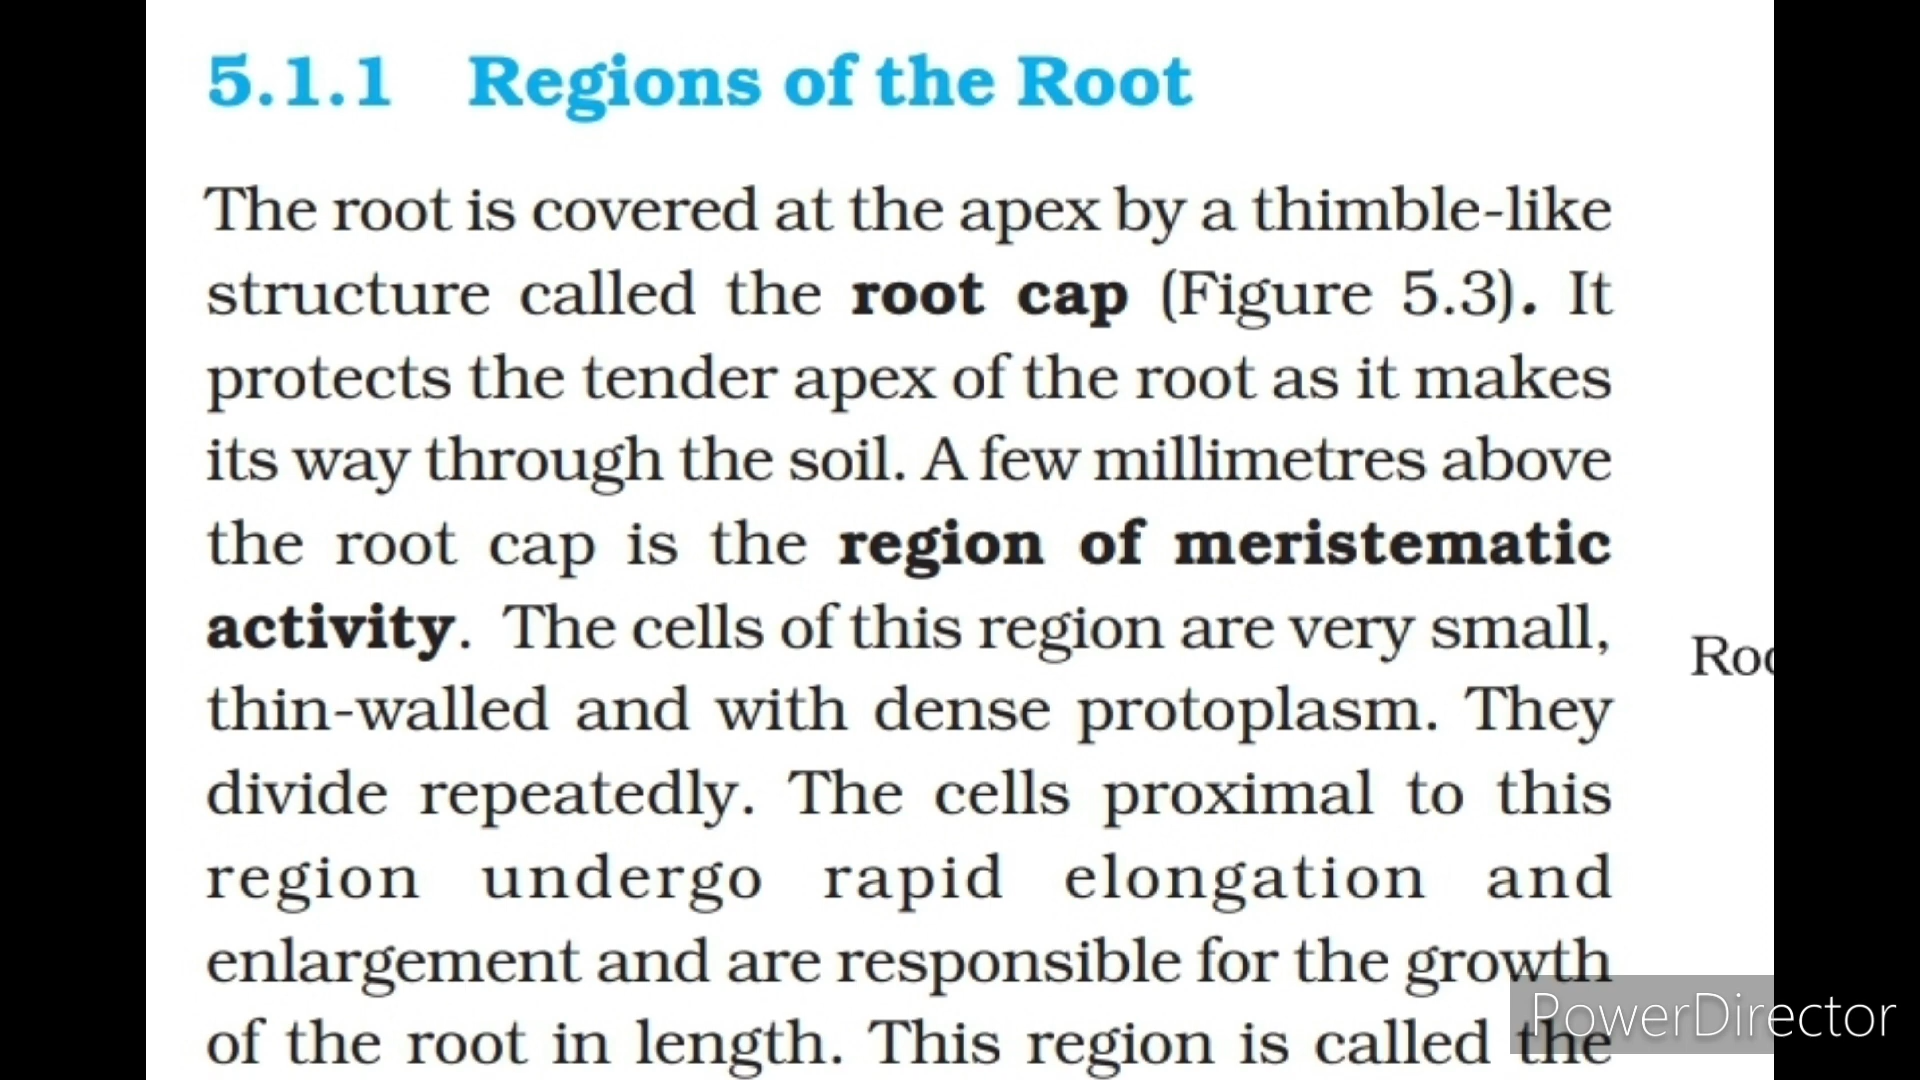 5.1.1 Regions of the Root
The root is covered at the apex by a thimble-like
structure called the root cap (Figure 5.3). It
protects the tender apex of the root as it makes
its way through the soil. A few millimetres above
the root cap is the region of meristematic
activity. The cells of this region are very small,
thin-walled and with dense protoplasm. They
divide repeatedly. The cells proximal to this
region undergo rapid elongation and
enlargement and are responsible for the growth
of the root in length. This region is called the
PowerDirector